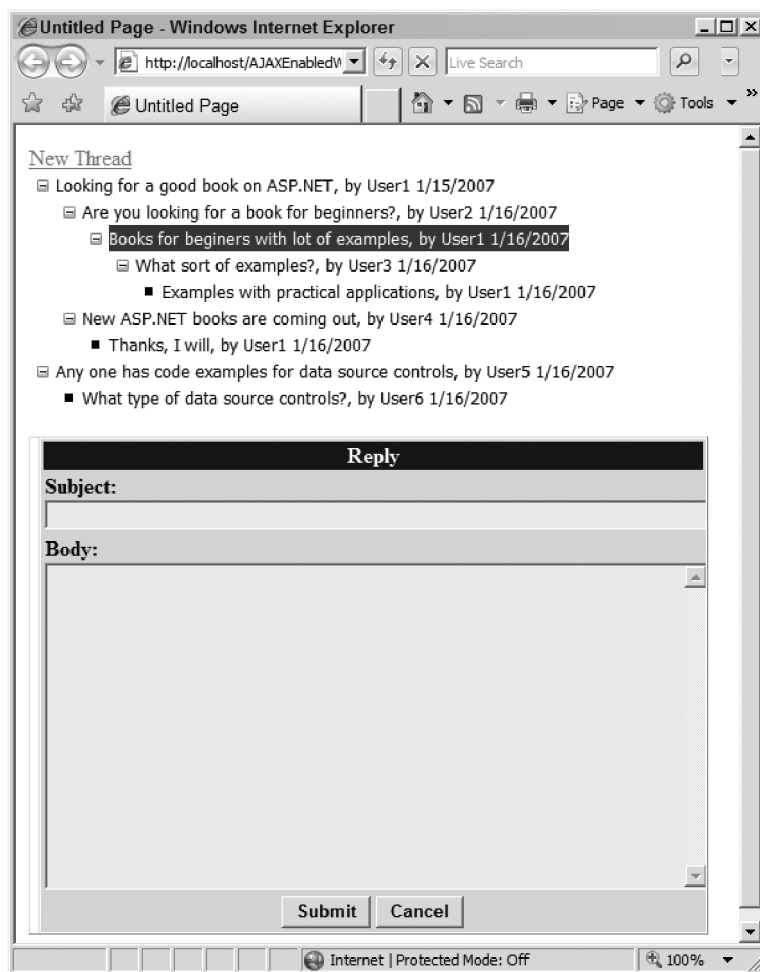 Untitled Page - Windows Internet Explorer
http://localhost/AJAXEnabledW
Live Search
Untitled Page
Page
Tools
»
New Thread
Looking for a good book on ASP.NET, by User1 1/15/2007
Are you looking for a book for beginners?, by User2 1/16/2007
Books for beginers with lot of examples, by User1 1/16/2007
What sort of examples?, by User3 1/16/2007
Examples with practical applications, by User1 1/16/2007
New ASP.NET books are coming out, by User4 1/16/2007
Thanks, I will, by User1 1/16/2007
Any one has code examples for data source controls, by User5 1/16/2007
What type of data source controls?, by User6 1/16/2007
Reply
Subject:
Body:
Submit Cancel
Internet | Protected Mode: Off 100%